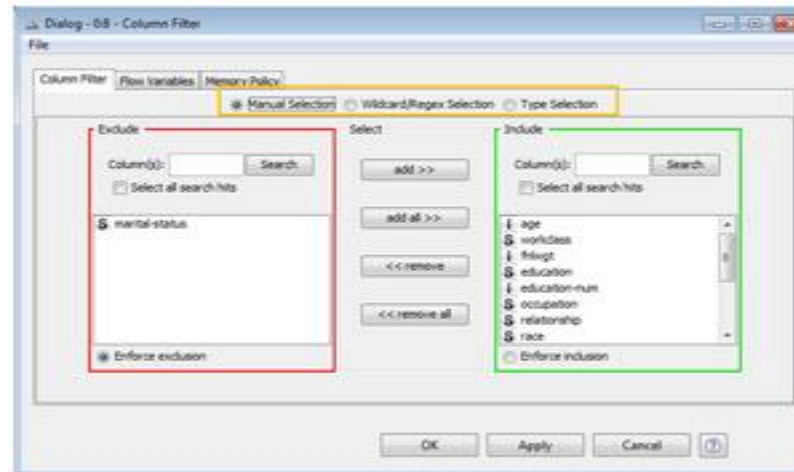 Dialog - 0:8 - Column Filter
File
Column Filter Flow Variables Memory Policy
Manual Selection Wildcard/Regex Selection Type Selection
Exclude Select Include
Column(s): Search add >> Column(s): Search
Select all search hits Select all search hits
S marital-status add all >> I age
S workclass
I fnlwgt
<< remove S education
I education-num
S occupation
<< remove all S relationship
S race
Enforce exclusion Enforce inclusion
OK Apply Cancel ?